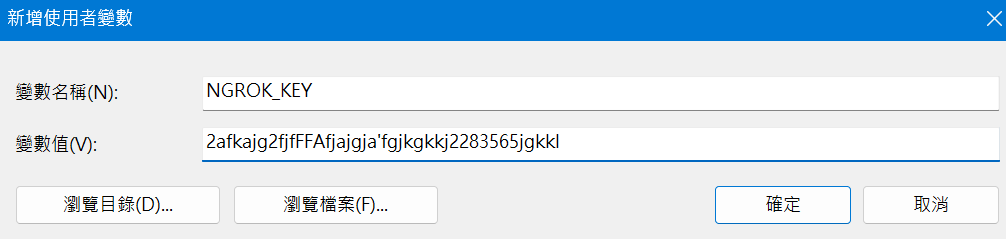 新增使用者變數
變數名稱(N): NGROK_KEY
變數值(V): 2afkajg2fjfFFAfjajgja'fgjkgkkj2283565jgkkl
瀏覽目錄(D)... 瀏覽檔案(F)... 確定 取消